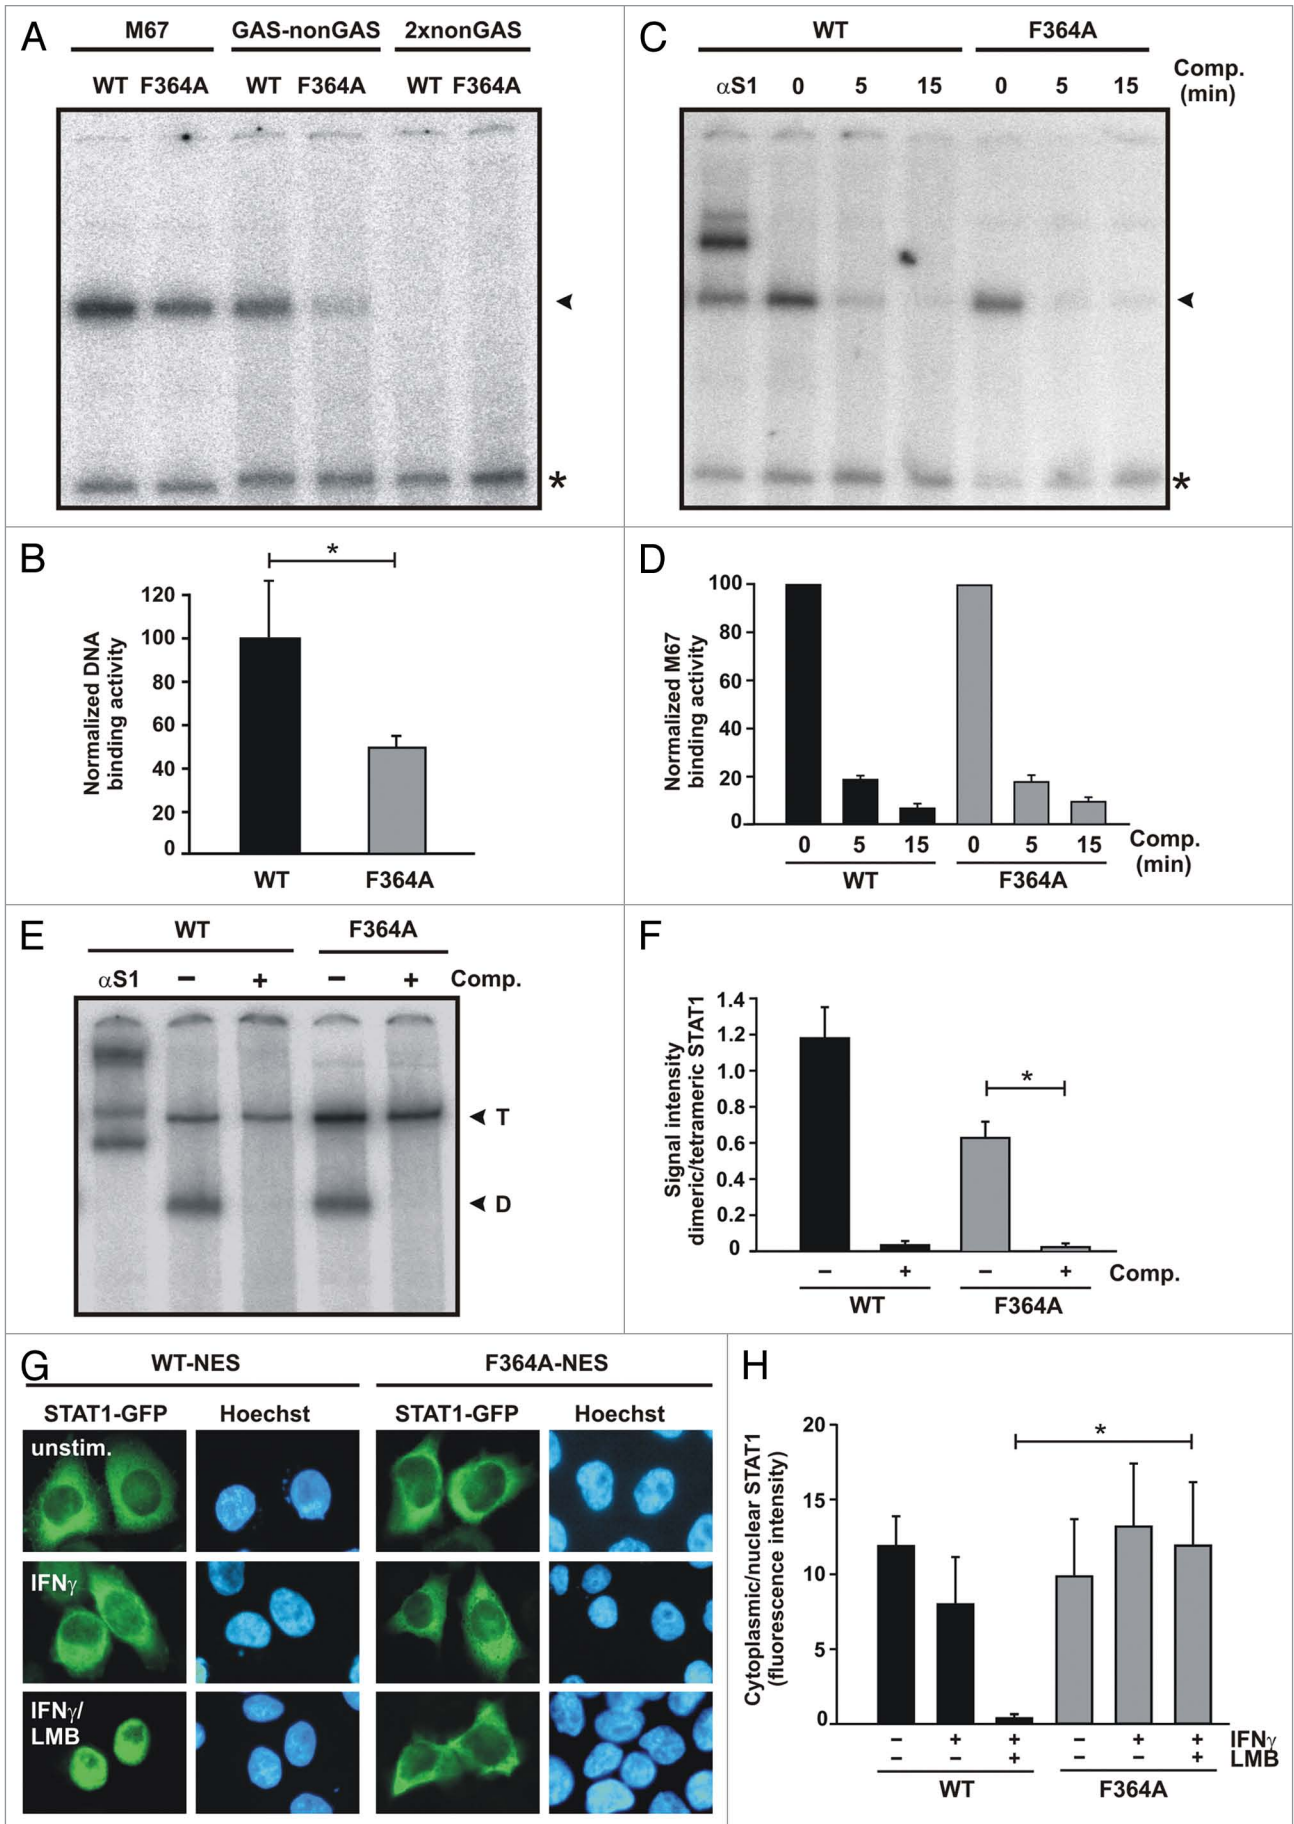 A
M67 GAS-nonGAS 2xnonGAS
WT F364A WT F364A WT F364A
*
B
*
Normalized DNA
binding activity
120
100
80
60
40
20
0
WT F364A
C
WT F364A
αS1 0 5 15 0 5 15
Comp.
(min)
*
D
Normalized M67
binding activity
100
80
60
40
20
0
0 5 15 0 5 15
Comp.
(min)
WT F364A
E
WT F364A
αS1 − + − + Comp.
T
D
F
Signal intensity
dimeric/tetrameric STAT1
1.4
1.2
1.0
0.8
0.6
0.4
0.2
0
*
− + − + Comp.
WT F364A
G
WT-NES F364A-NES
STAT1-GFP Hoechst STAT1-GFP Hoechst
unstim.
IFNγ
IFNγ/
LMB
H
Cytoplasmic/nuclear STAT1
(fluorescence intensity)
20
15
10
5
0
*
− + + − + + IFNγ
− − + − − + LMB
WT F364A